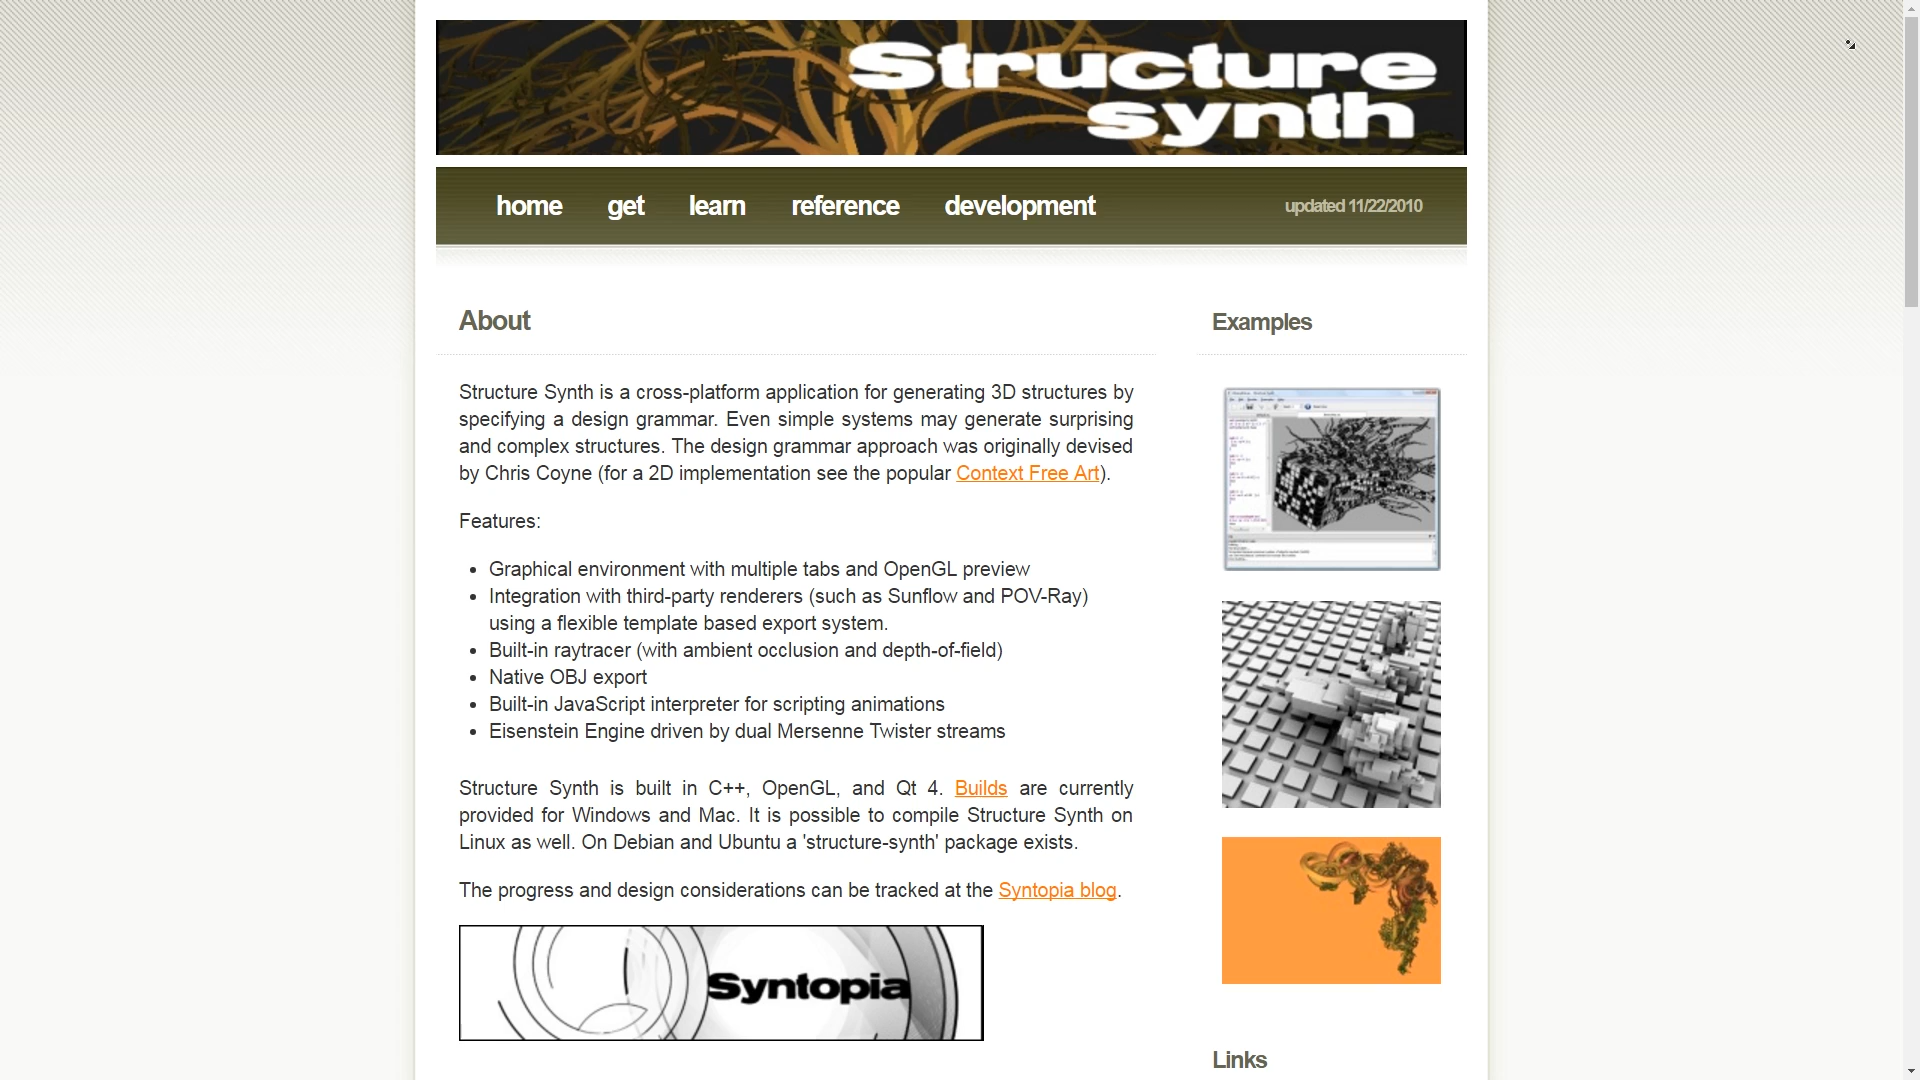 Structure
synth
home get learn reference development updated 11/22/2010
About
Structure Synth is a cross-platform application for generating 3D structures by
specifying a design grammar. Even simple systems may generate surprising
and complex structures. The design grammar approach was originally devised
by Chris Coyne (for a 2D implementation see the popular Context Free Art).
Features:
• Graphical environment with multiple tabs and OpenGL preview
• Integration with third-party renderers (such as Sunflow and POV-Ray)
using a flexible template based export system.
• Built-in raytracer (with ambient occlusion and depth-of-field)
• Native OBJ export
• Built-in JavaScript interpreter for scripting animations
• Eisenstein Engine driven by dual Mersenne Twister streams
Structure Synth is built in C++, OpenGL, and Qt 4. Builds are currently
provided for Windows and Mac. It is possible to compile Structure Synth on
Linux as well. On Debian and Ubuntu a 'structure-synth' package exists.
The progress and design considerations can be tracked at the Syntopia blog.
Syntopia
Examples
Links